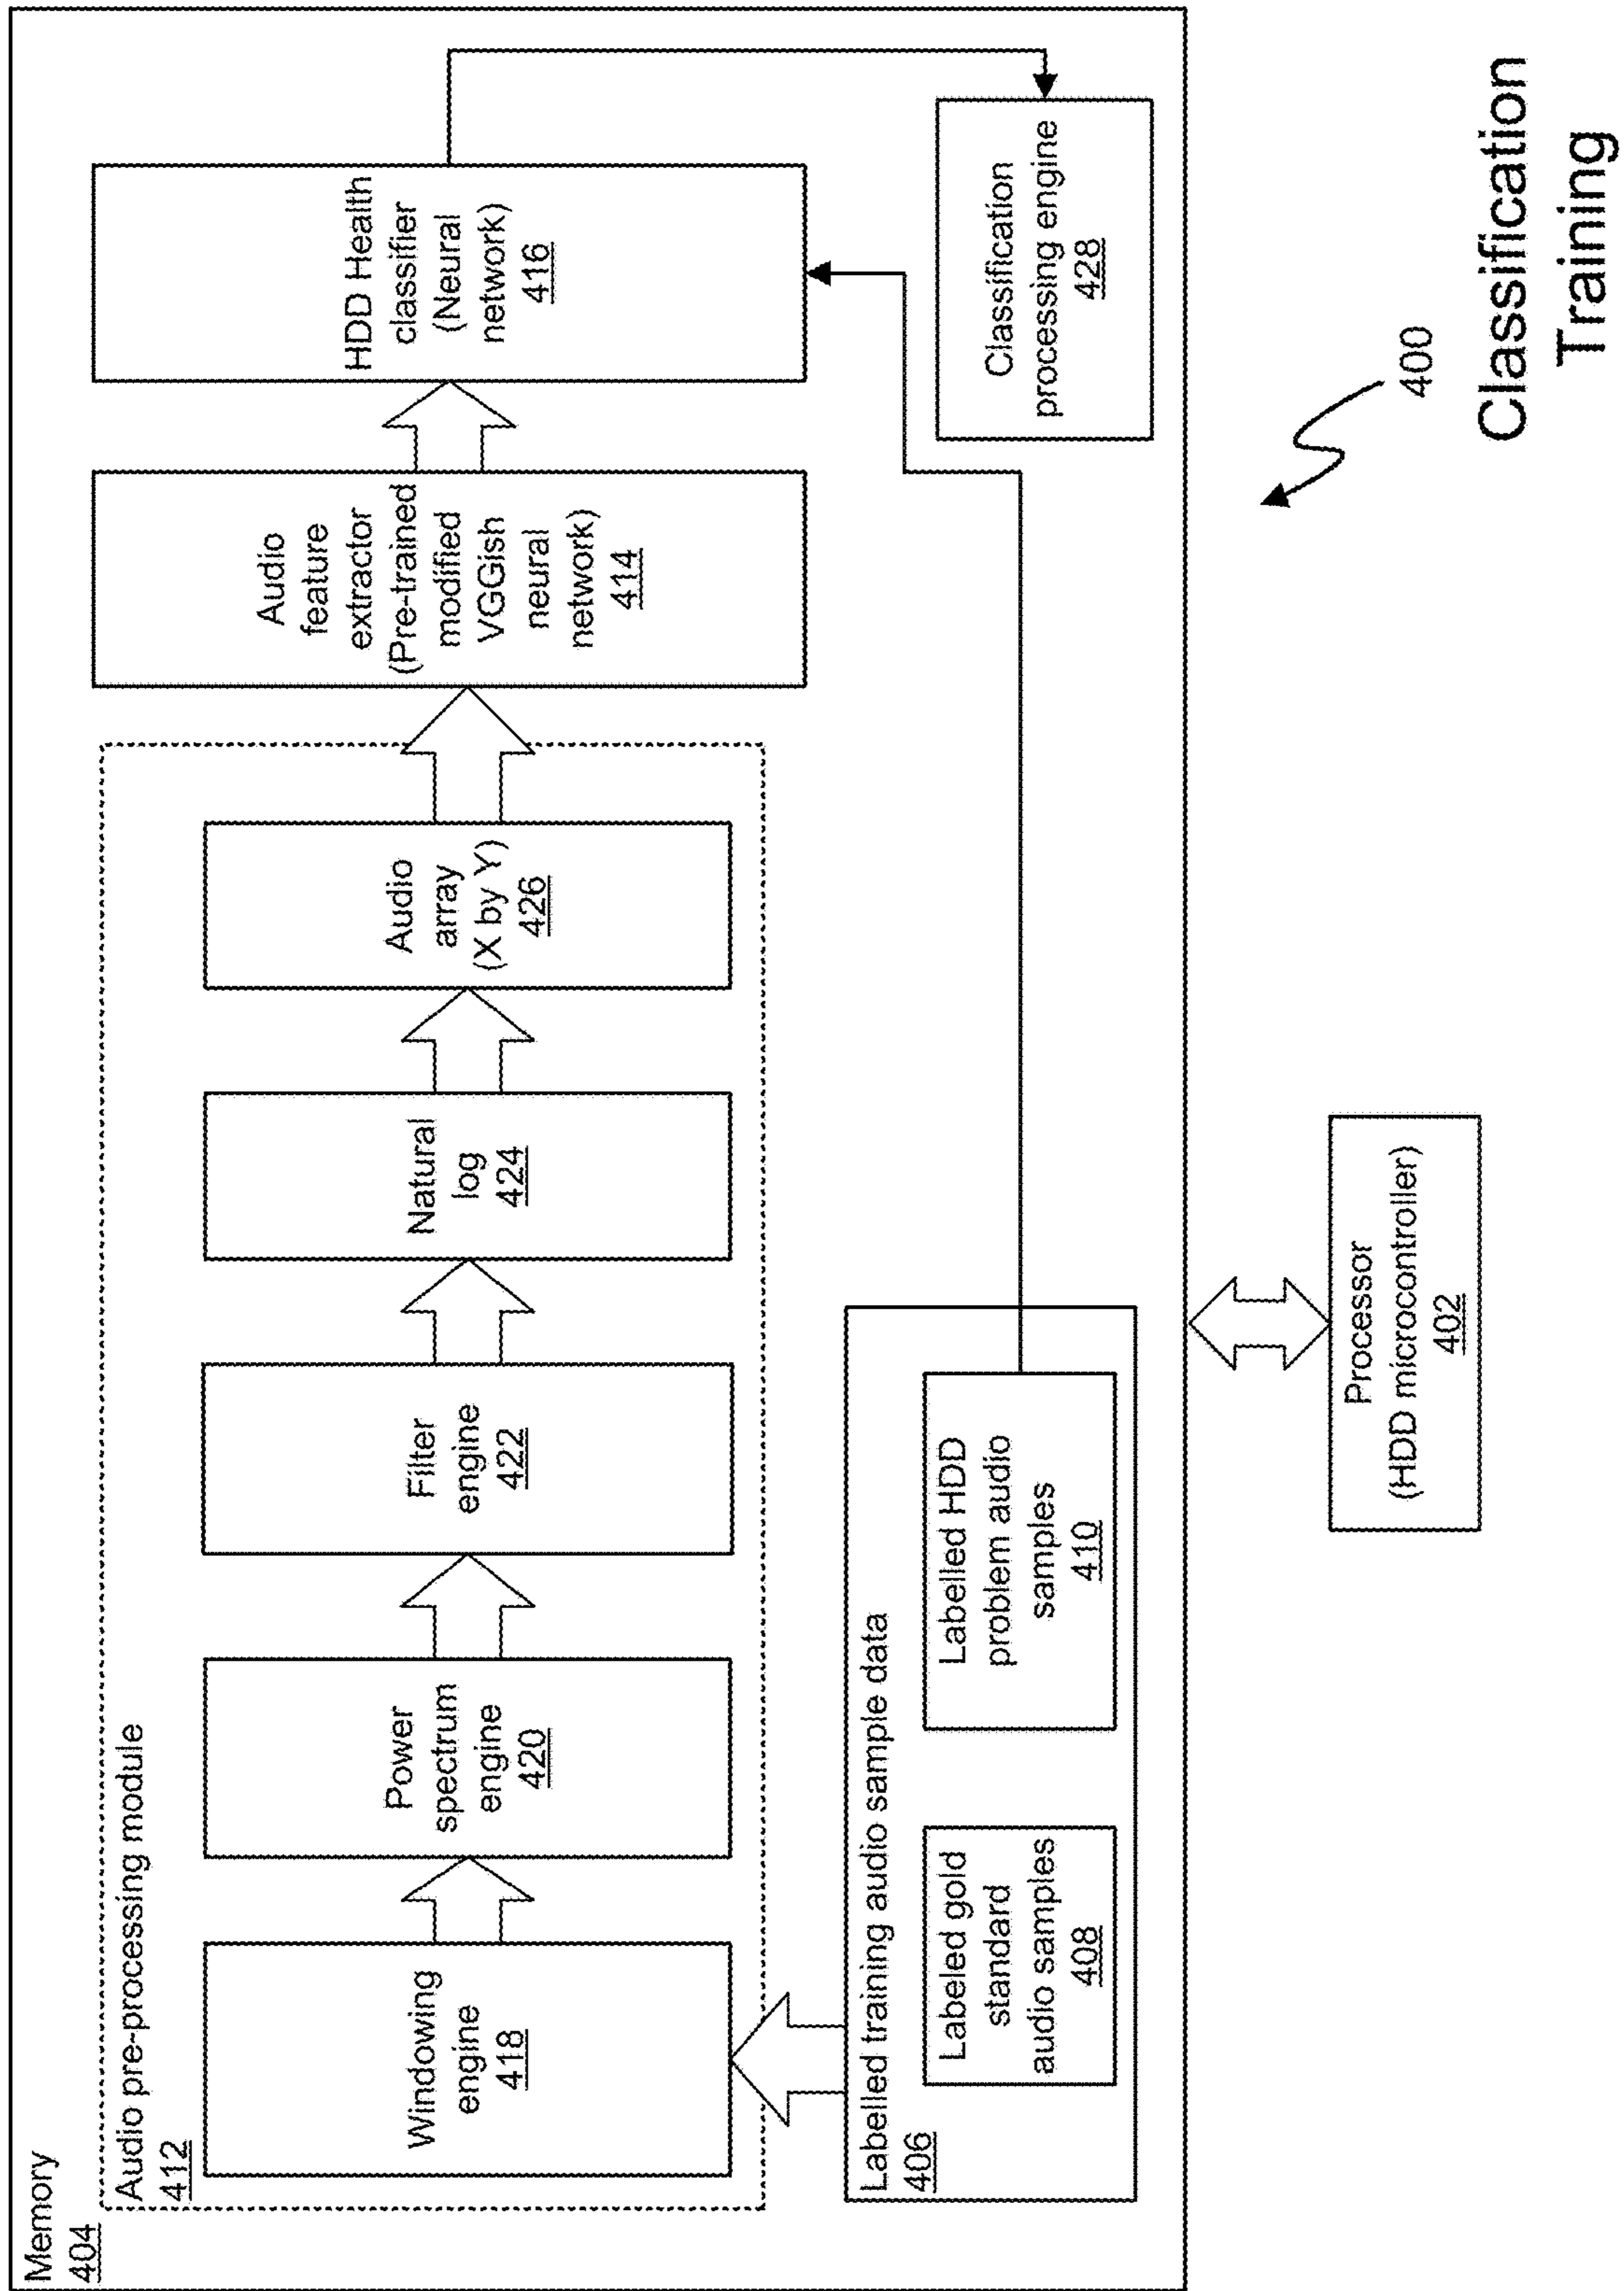 Memory
404
Audio pre-processing module
412
Windowing
engine
418
Power
spectrum
engine
420
Filter
engine
422
Natural
log
424
Audio
array
(X by Y)
426
Audio
feature
extractor
(Pre-trained
modified
VGGish
neural
network)
414
HDD Health
classifier
(Neural
network)
416
Labelled training audio sample data
406
Labeled gold
standard
audio samples
408
Labelled HDD
problem audio
samples
410
Classification
processing engine
428
Processor
(HDD microcontroller)
402
400
Classification
Training